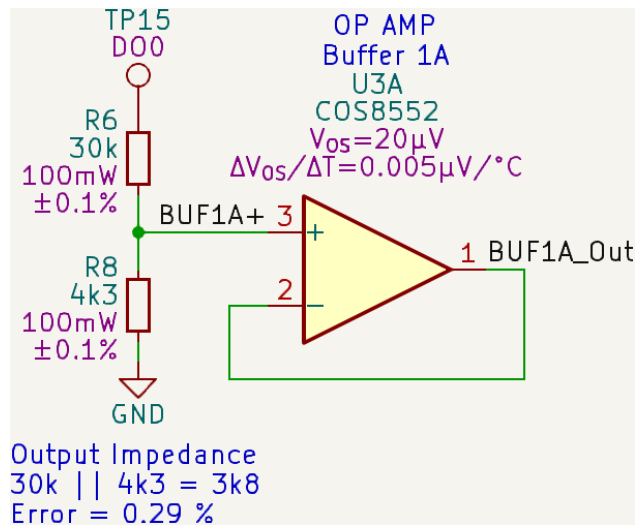 TP15
DO0
R6
30k
100mW
±0.1%
BUF1A+
R8
4k3
100mW
±0.1%
GND
OP AMP
Buffer 1A
U3A
COS8552
Vos=20µV
ΔVos/ΔT=0.005µV/°C
3
+
2
−
1
BUF1A_Out
Output Impedance
30k || 4k3 = 3k8
Error = 0.29 %